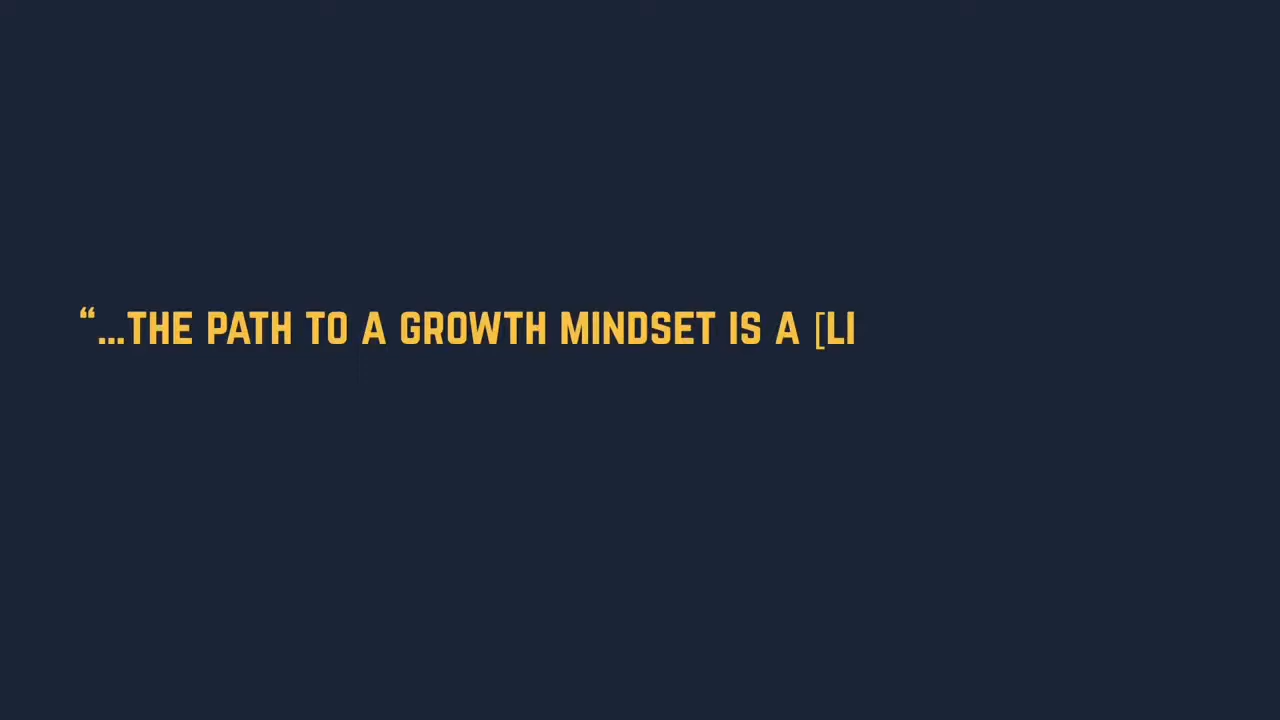 “...THE PATH TO A GROWTH MINDSET IS A [LI